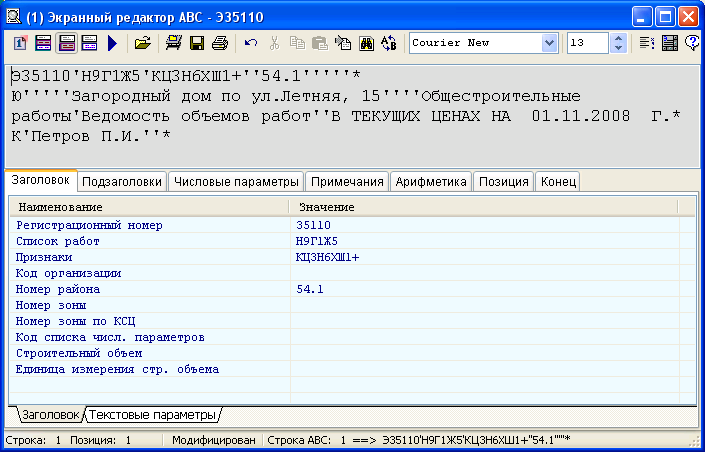 (1) Экранный редактор АВС - Э35110
Courier New 13
Э35110'Н9Г1Ж5'КЦЗН6ХШ1+''54.1'''''*
Ю'''''Загородный дом по ул.Летняя, 15''''Общестроительные
работы'Ведомость объемов работ''В ТЕКУЩИХ ЦЕНАХ НА  01.11.2008  Г.*
К'Петров П.И.''*
Заголовок Подзаголовки Числовые параметры Примечания Арифметика Позиция Конец
Наименование Значение
Регистрационный номер 35110
Список работ Н9Г1Ж5
Признаки КЦЗН6ХШ1+
Код организации
Номер района 54.1
Номер зоны
Номер зоны по КСЦ
Код списка числ. параметров
Строительный объем
Единица измерения стр. объема
Заголовок Текстовые параметры
Строка: 1 Позиция: 1 Модифицирован Строка АВС: 1 ==> Э35110'Н9Г1Ж5'КЦЗН6ХШ1+''54.1'''''*